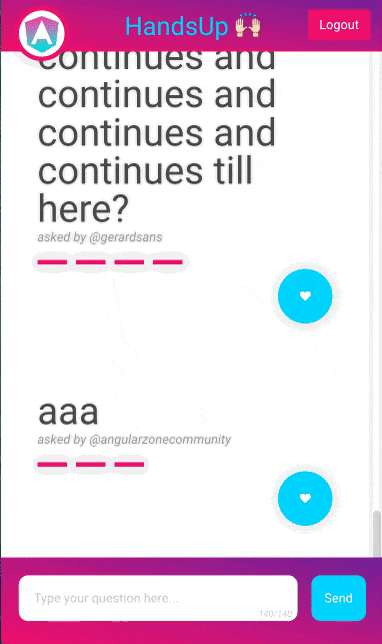 HandsUp 🙌🏻
Logout
continues and
continues and
continues and
continues till
here?
asked by @gerardsans
aaa
asked by @angularzonecommunity
Type your question here...
140/140
Send